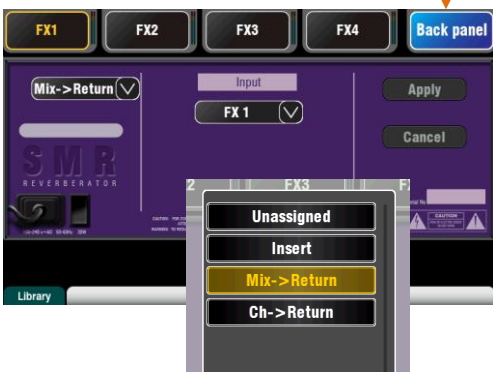 FX1 FX2 FX3 FX4 Back panel
Mix->Return Input Apply
FX 1
Cancel
SMR
REVERBERATOR
2 FX3
Unassigned
Insert
CAUTION
Mix->Return
Ch->Return
Library